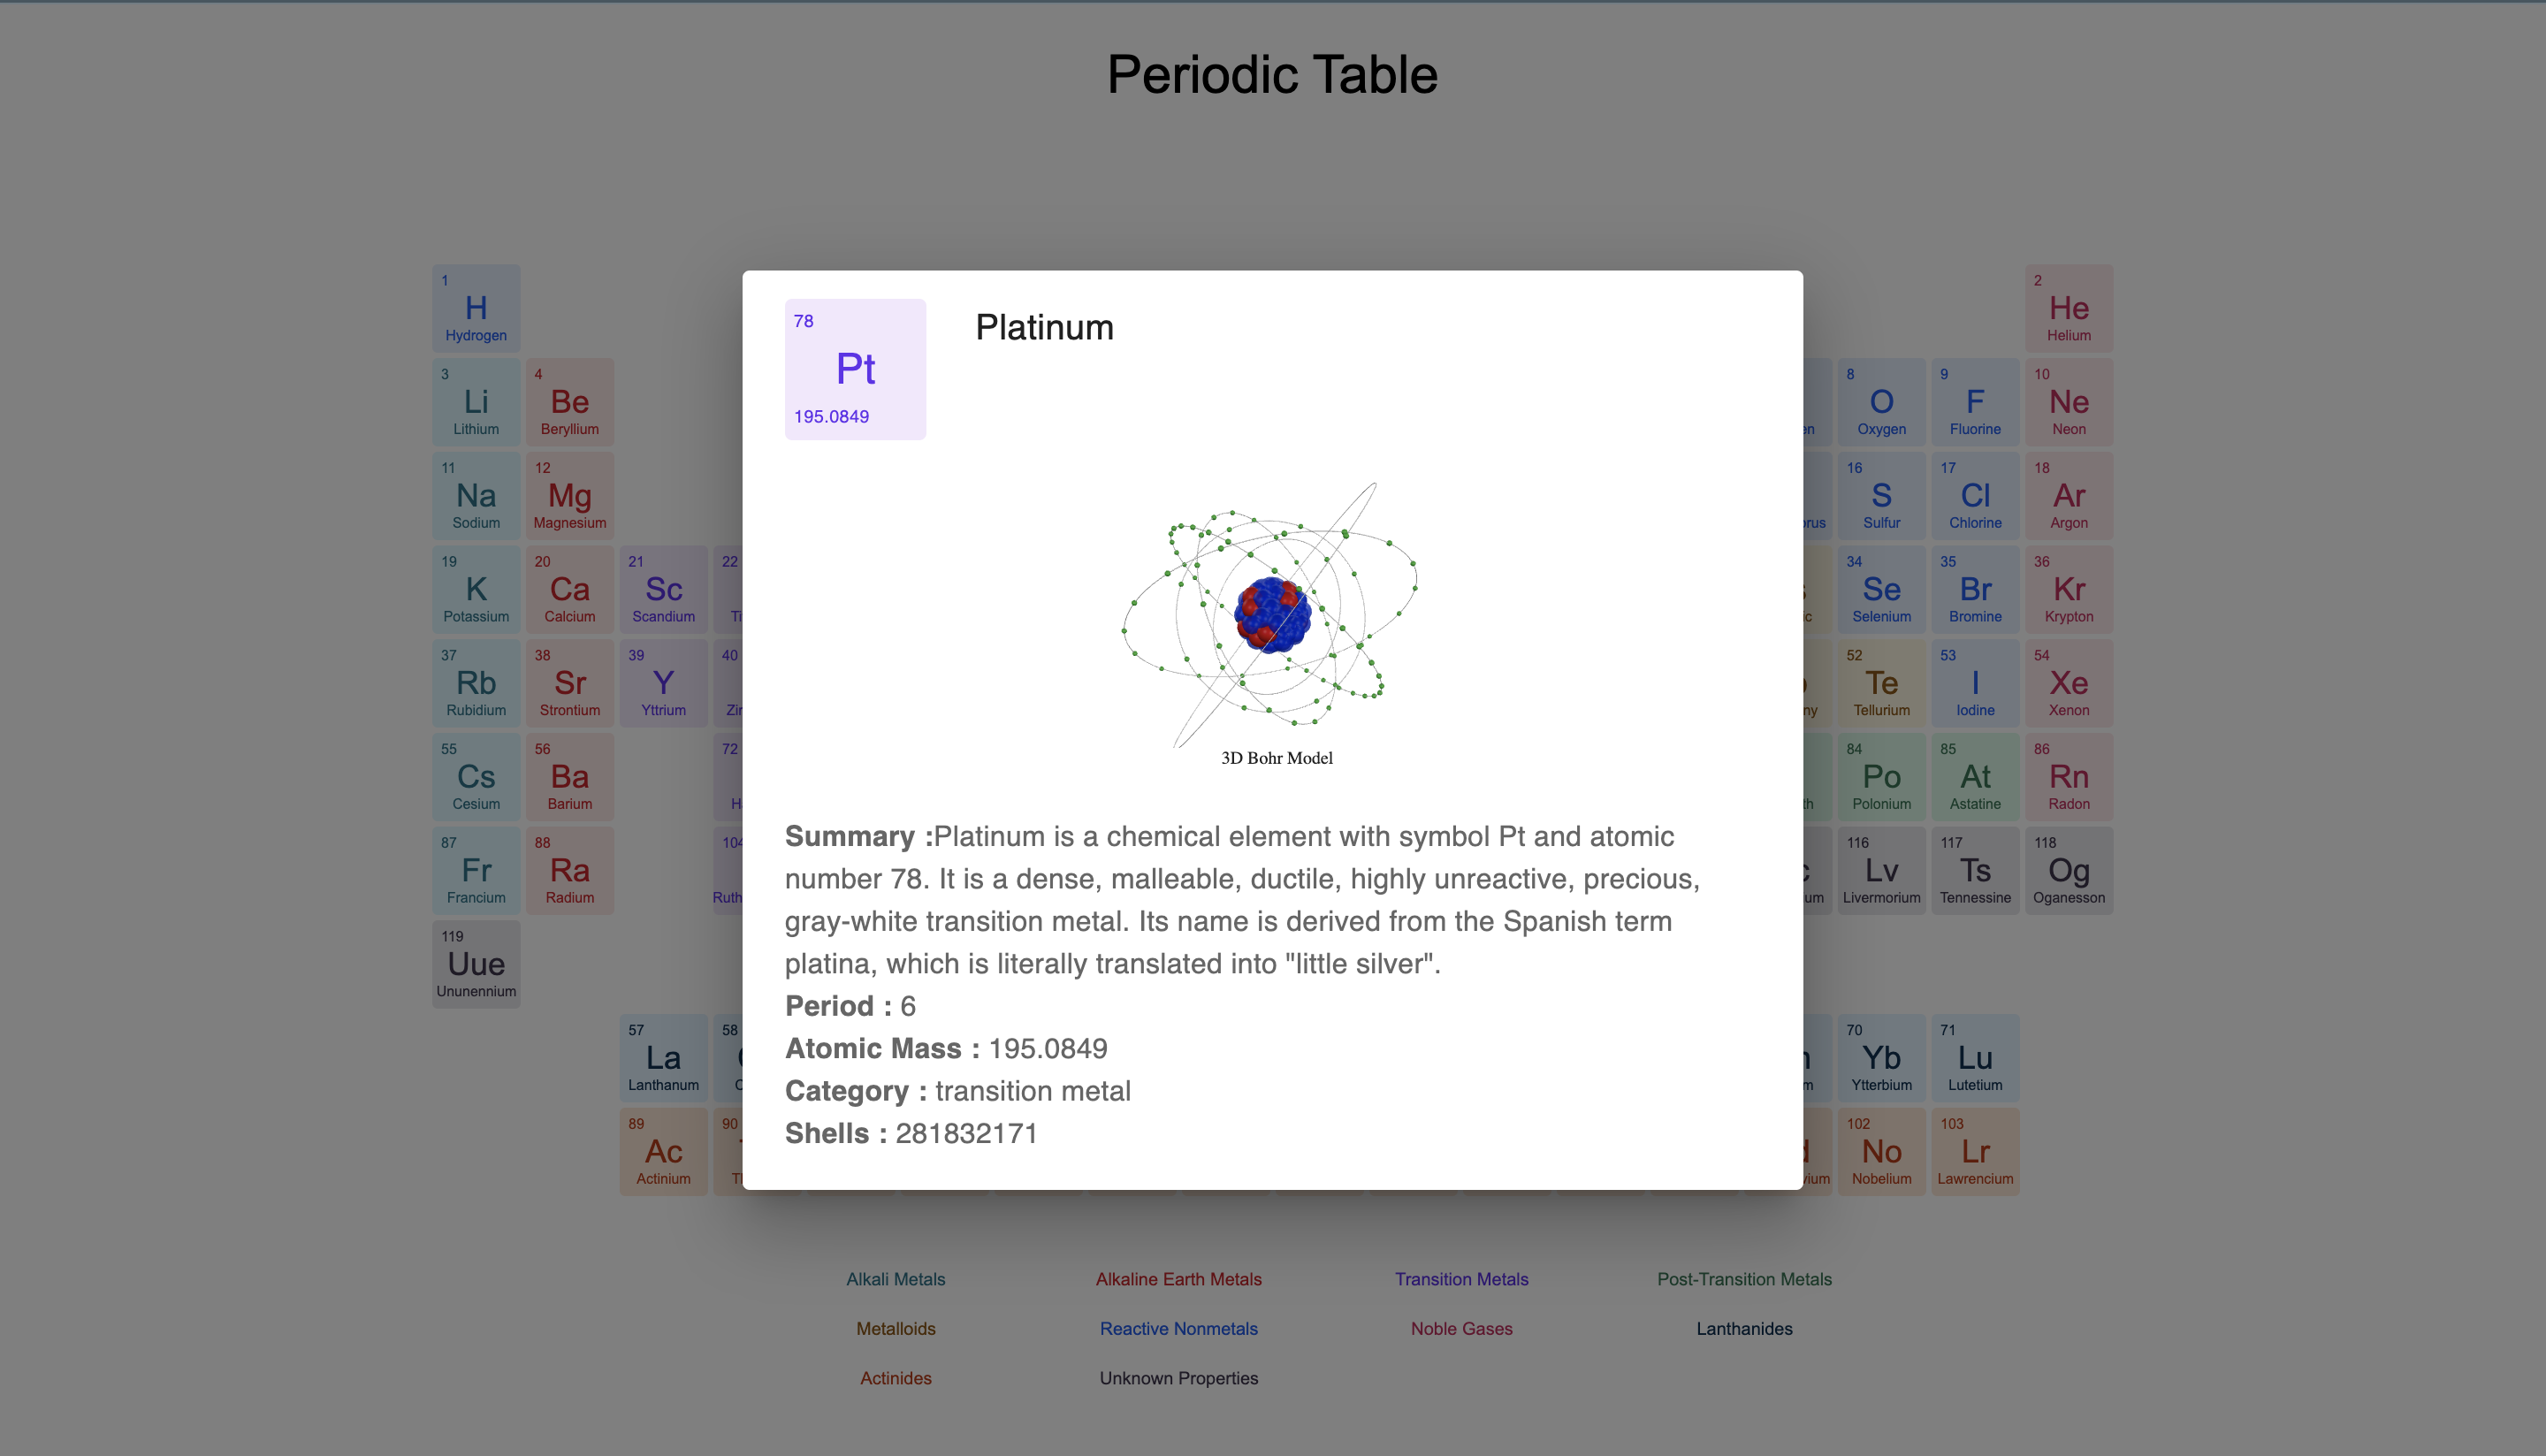 Periodic Table
1
H
Hydrogen
2
He
Helium
78
Pt
195.0849
Platinum
3
Li
Lithium
4
Be
Beryllium
8
O
Oxygen
9
F
Fluorine
10
Ne
Neon
11
Na
Sodium
12
Mg
Magnesium
16
S
Sulfur
17
Cl
Chlorine
18
Ar
Argon
19
K
Potassium
20
Ca
Calcium
21
Sc
Scandium
22
34
Se
Selenium
35
Br
Bromine
36
Kr
Krypton
37
Rb
Rubidium
38
Sr
Strontium
39
Y
Yttrium
40
52
Te
Tellurium
53
I
Iodine
54
Xe
Xenon
55
Cs
Cesium
56
Ba
Barium
72
84
Po
Polonium
85
At
Astatine
86
Rn
Radon
87
Fr
Francium
88
Ra
Radium
104
116
Lv
Livermorium
117
Ts
Tennessine
118
Og
Oganesson
119
Uue
Ununennium
3D Bohr Model
Summary :Platinum is a chemical element with symbol Pt and atomic
number 78. It is a dense, malleable, ductile, highly unreactive, precious,
gray-white transition metal. Its name is derived from the Spanish term
platina, which is literally translated into "little silver".
Period : 6
Atomic Mass : 195.0849
Category : transition metal
Shells : 281832171
57
La
Lanthanum
58
70
Yb
Ytterbium
71
Lu
Lutetium
89
Ac
Actinium
90
102
No
Nobelium
103
Lr
Lawrencium
Alkali Metals
Alkaline Earth Metals
Transition Metals
Post-Transition Metals
Metalloids
Reactive Nonmetals
Noble Gases
Lanthanides
Actinides
Unknown Properties